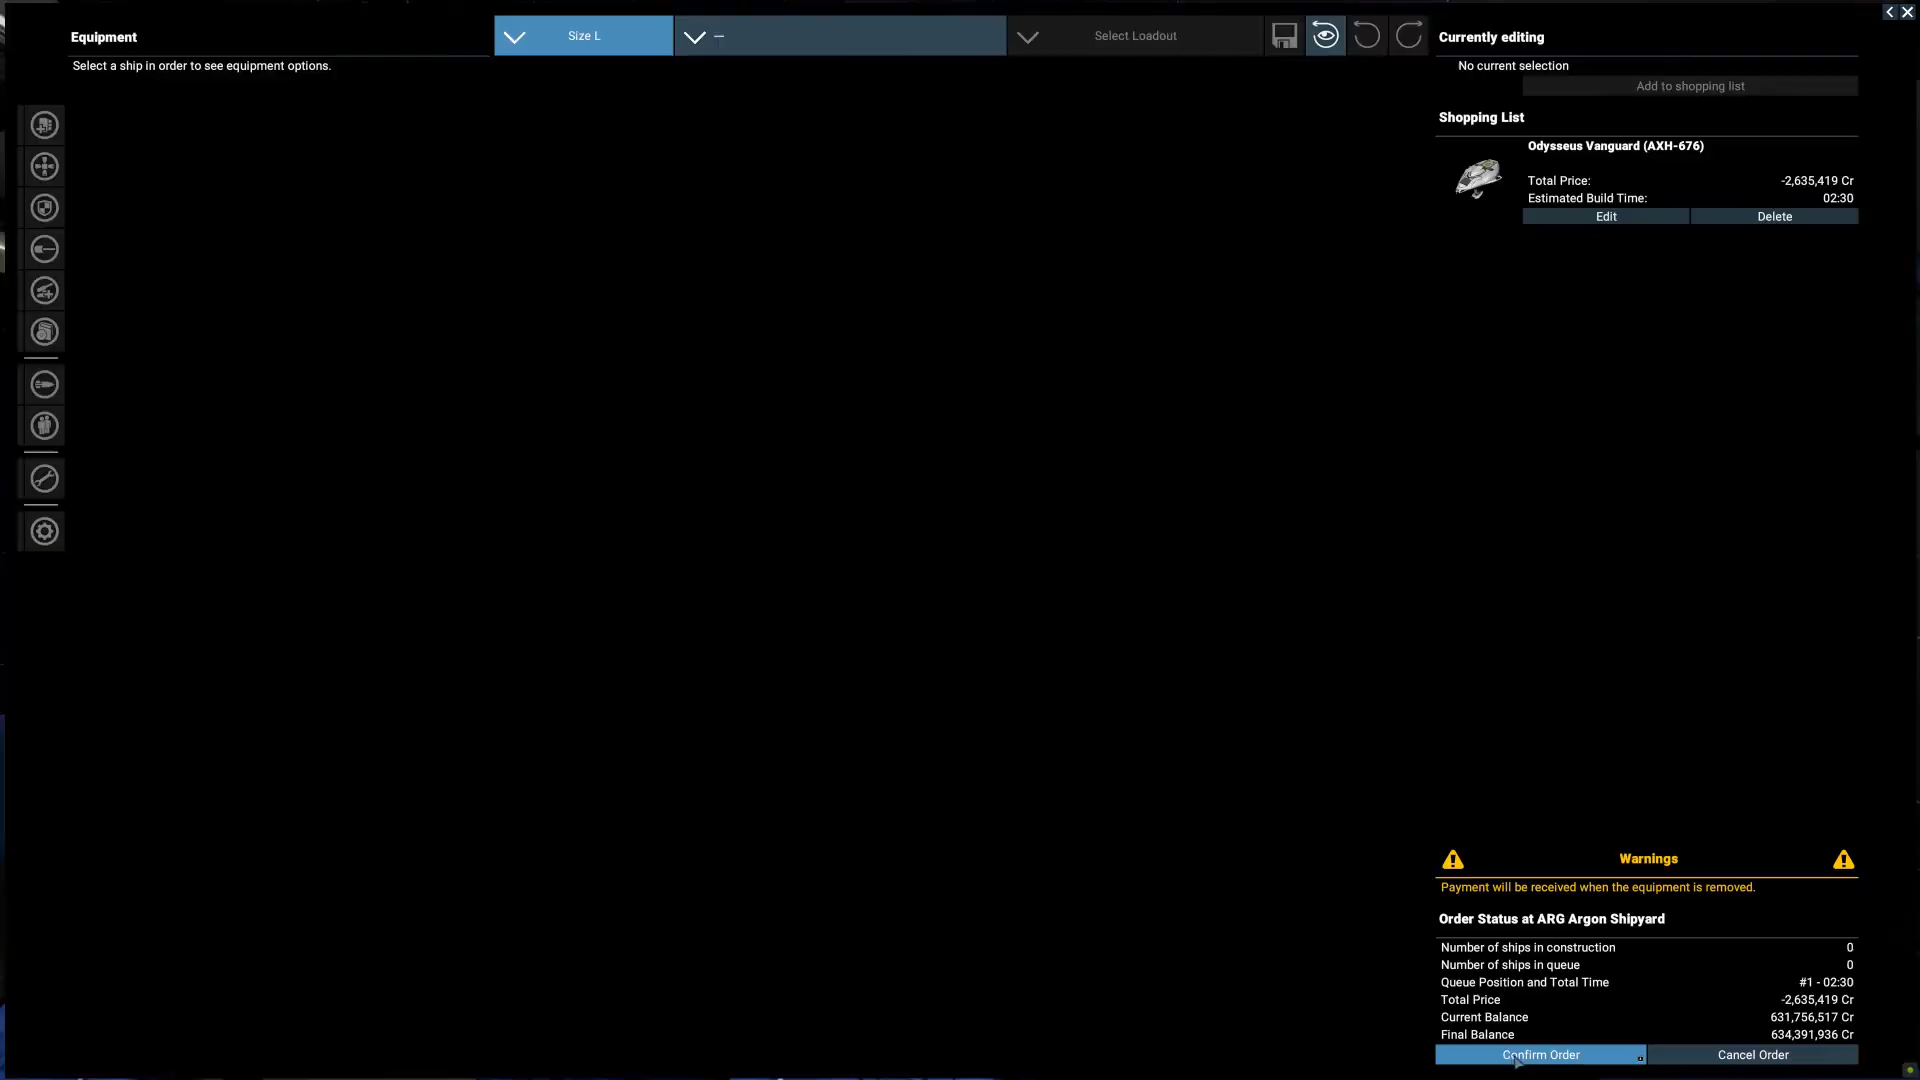 Equipment
Select a ship in order to see equipment options.
Size L
—
Select Loadout
Currently editing
No current selection
Add to shopping list
Shopping List
Odysseus Vanguard (AXH-676)
Total Price: -2,635,419 Cr
Estimated Build Time: 02:30
Edit Delete
Warnings
Payment will be received when the equipment is removed.
Order Status at ARG Argon Shipyard
Number of ships in construction 0
Number of ships in queue 0
Queue Position and Total Time #1 - 02:30
Total Price -2,635,419 Cr
Current Balance 631,756,517 Cr
Final Balance 634,391,936 Cr
Confirm Order Cancel Order